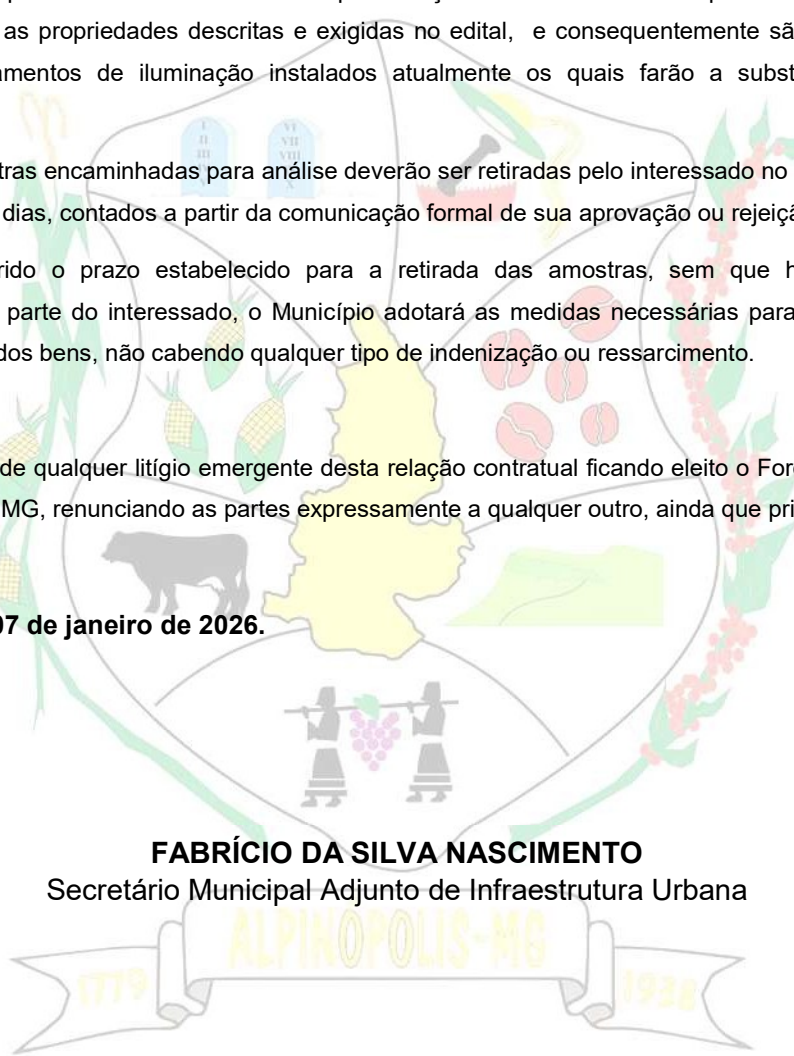 as propriedades descritas e exigidas no edital, e consequentemente sã
amentos de iluminação instalados atualmente os quais farão a subst
tras encaminhadas para análise deverão ser retiradas pelo interessado no
dias, contados a partir da comunicação formal de sua aprovação ou rejeiçã
rido o prazo estabelecido para a retirada das amostras, sem que h
parte do interessado, o Município adotará as medidas necessárias para
dos bens, não cabendo qualquer tipo de indenização ou ressarcimento.
de qualquer litígio emergente desta relação contratual ficando eleito o Foro
MG, renunciando as partes expressamente a qualquer outro, ainda que pri
07 de janeiro de 2026.
FABRÍCIO DA SILVA NASCIMENTO
Secretário Municipal Adjunto de Infraestrutura Urbana
ALPINÓPOLIS-MG
1779 1938